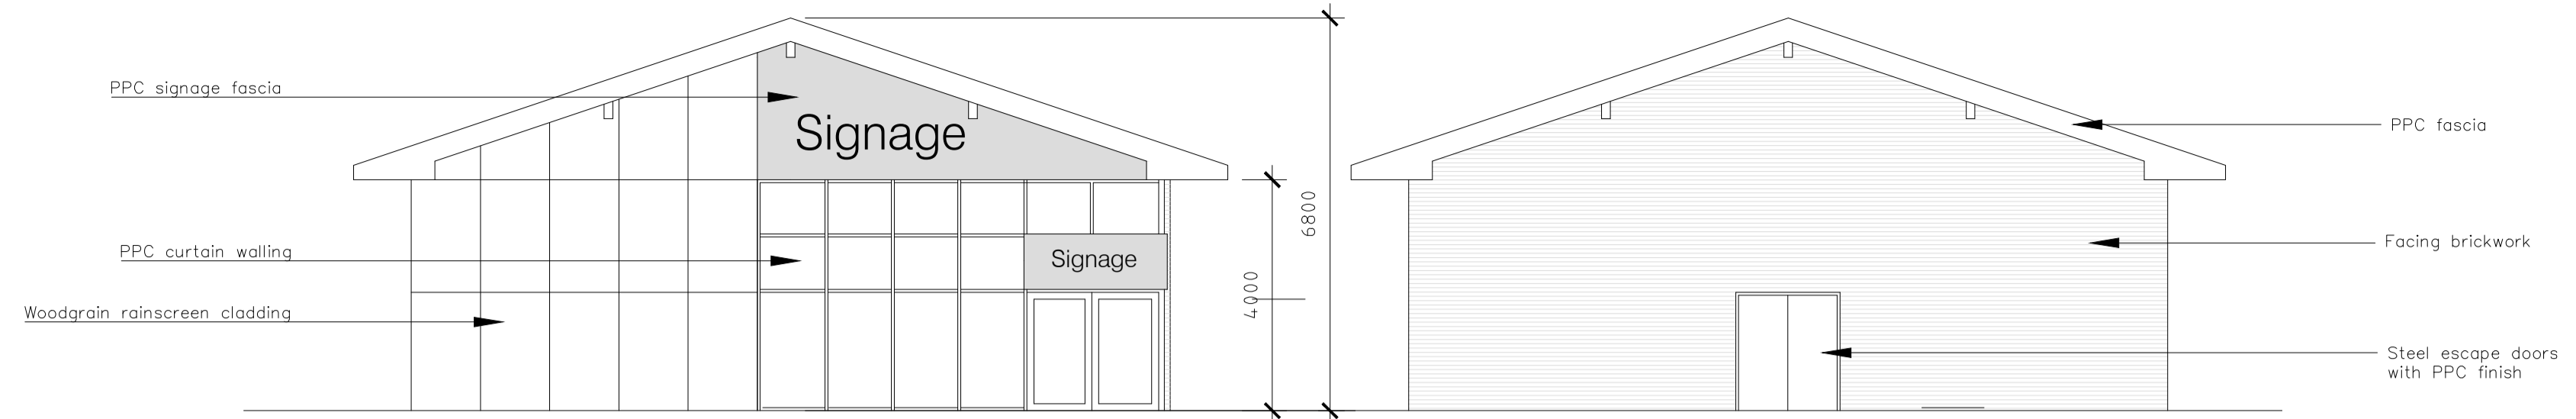 PPC signage fascia
Signage
PPC curtain walling
Signage
Woodgrain rainscreen cladding
6800
4000
PPC fascia
Facing brickwork
Steel escape doors
with PPC finish